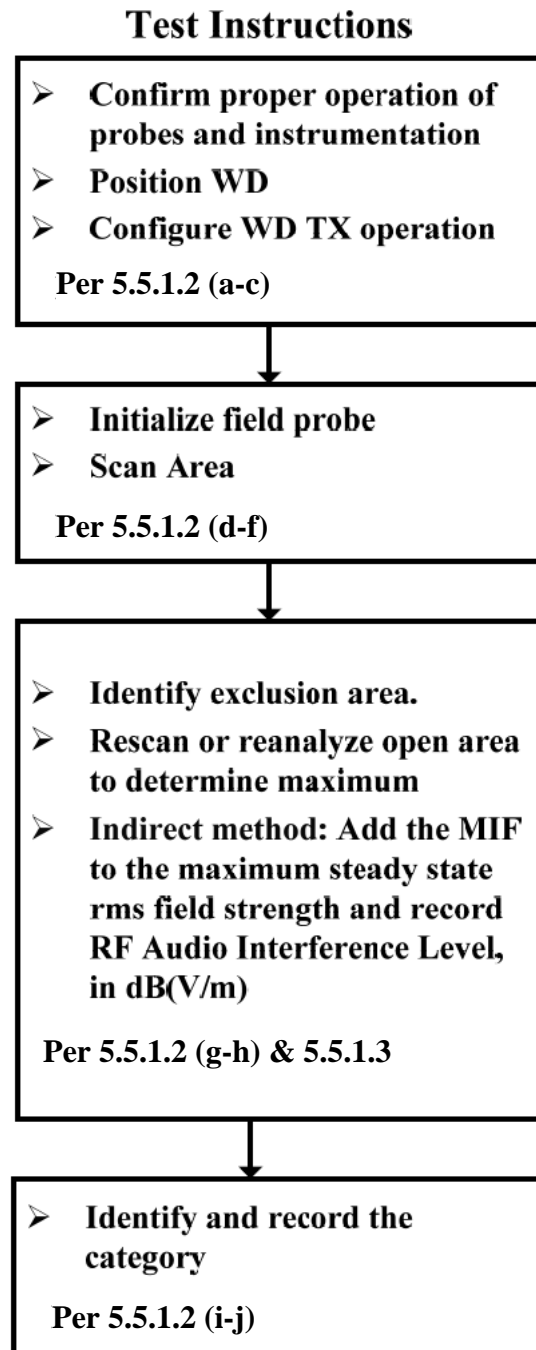 Test Instructions
➢ Confirm proper operation of
probes and instrumentation
➢ Position WD
➢ Configure WD TX operation
Per 5.5.1.2 (a-c)
➢ Initialize field probe
➢ Scan Area
Per 5.5.1.2 (d-f)
➢ Identify exclusion area.
➢ Rescan or reanalyze open area
to determine maximum
➢ Indirect method: Add the MIF
to the maximum steady state
rms field strength and record
RF Audio Interference Level,
in dB(V/m)
Per 5.5.1.2 (g-h) & 5.5.1.3
➢ Identify and record the
category
Per 5.5.1.2 (i-j)